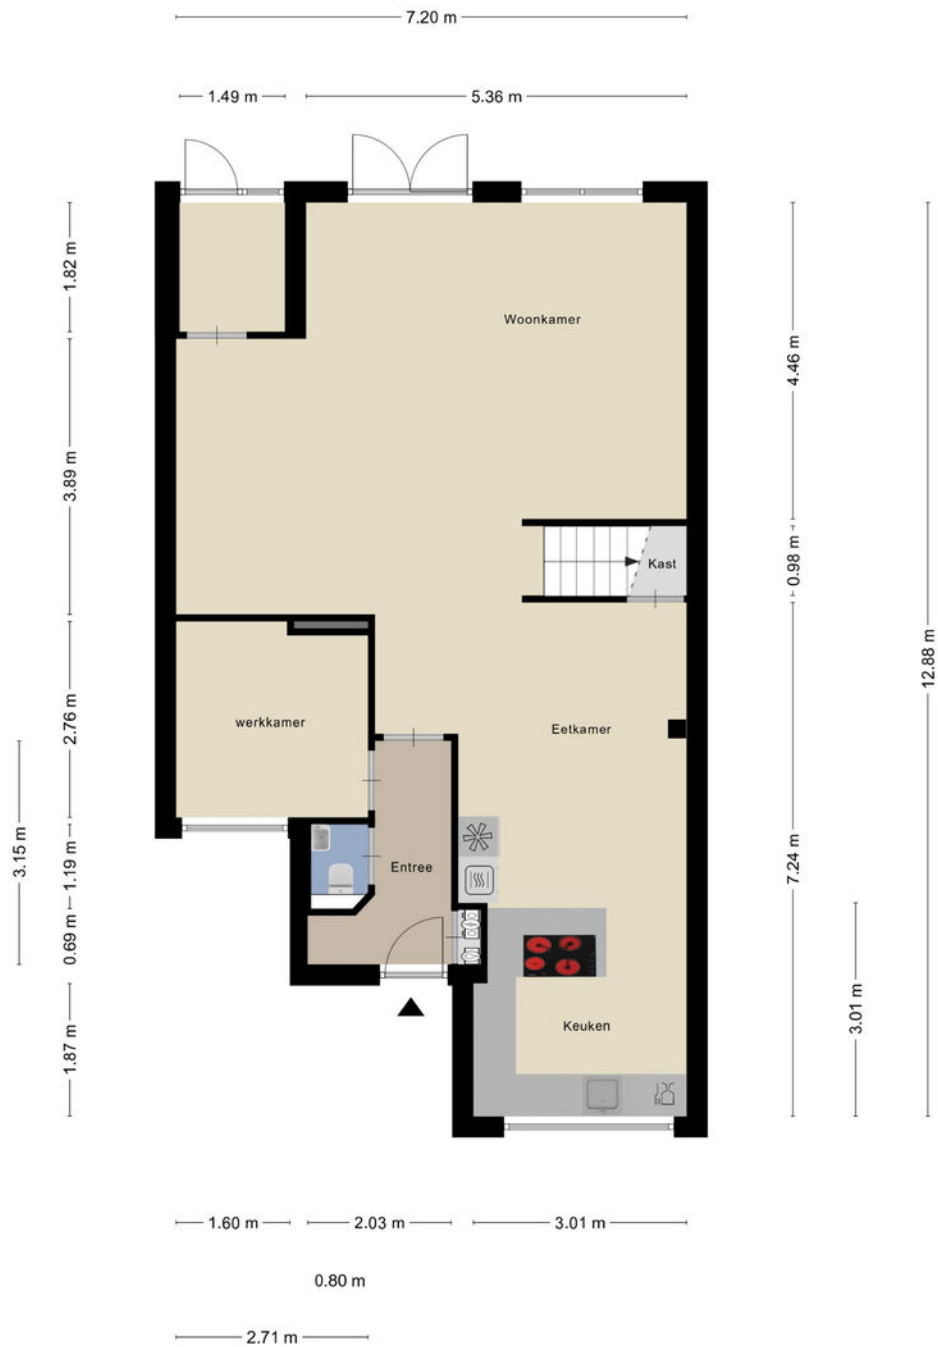 7.20 m
1.49 m
5.36 m
1.82 m
Woonkamer
4.46 m
3.89 m
0.98 m
Kast
12.88 m
2.76 m
werkkamer
Eetkamer
3.15 m
1.19 m
Entree
7.24 m
0.69 m
3.01 m
Keuken
1.87 m
1.60 m
2.03 m
3.01 m
0.80 m
2.71 m